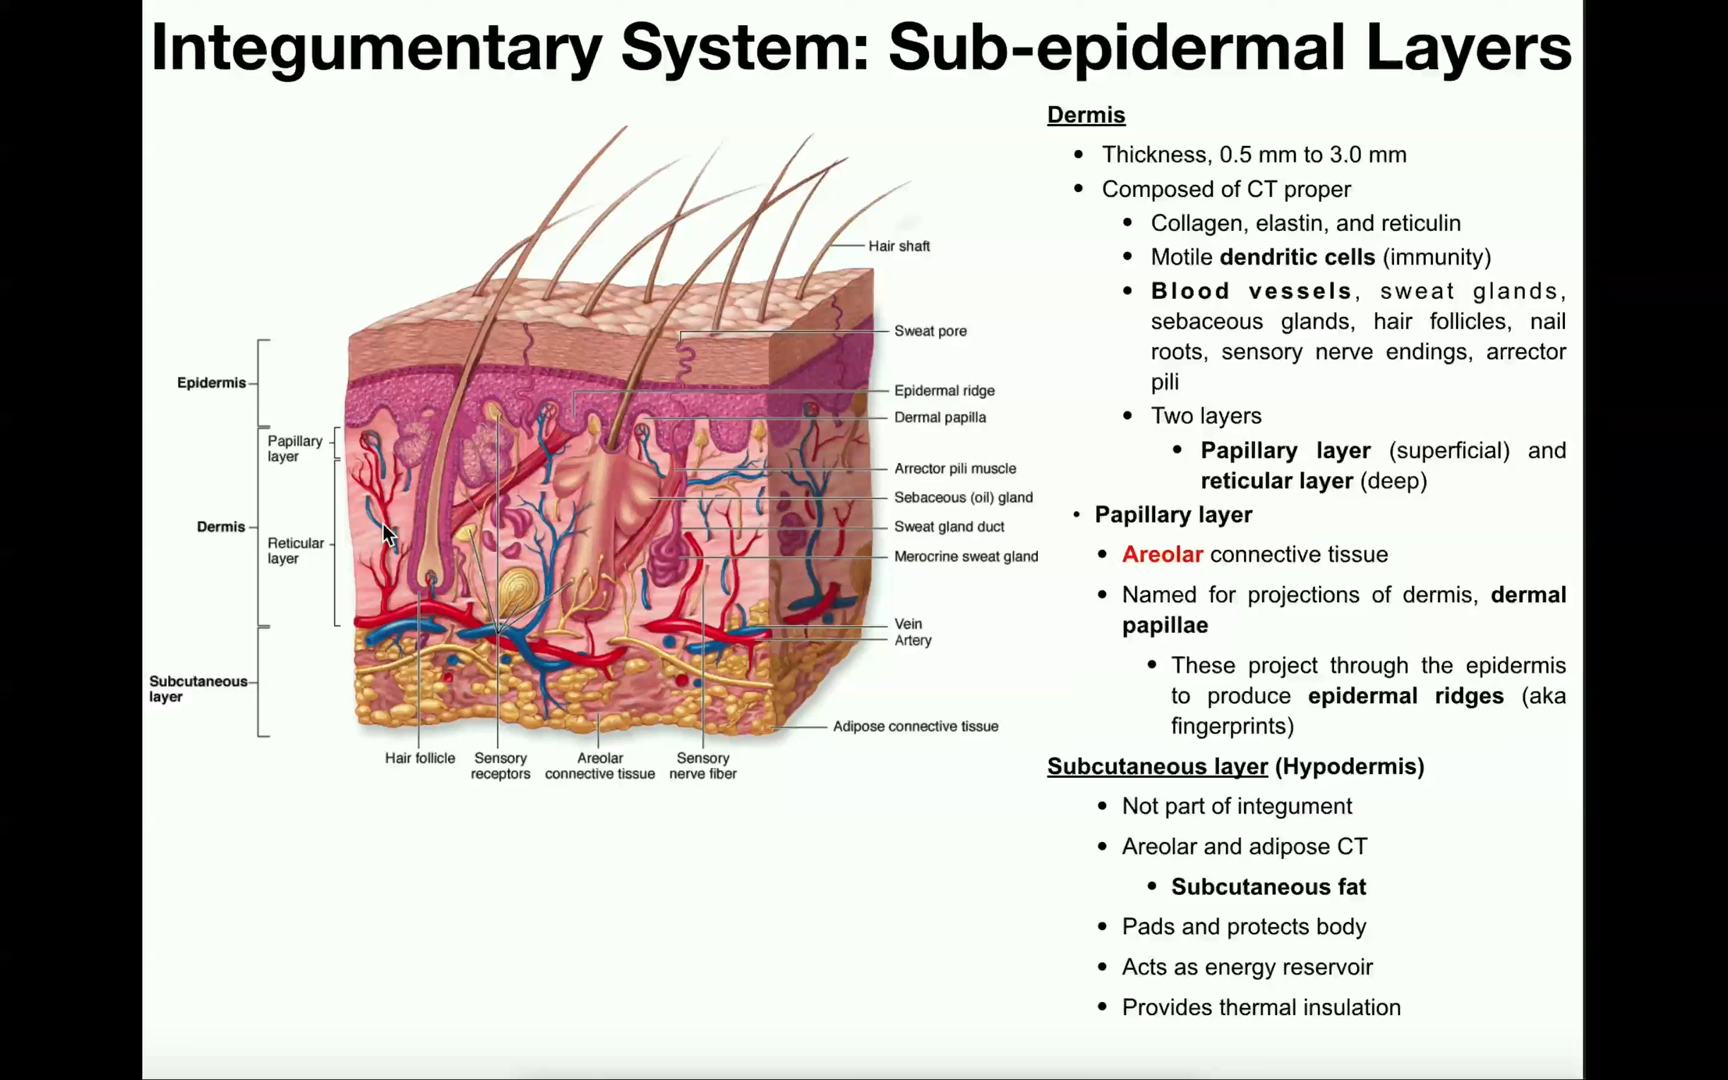 Integumentary System: Sub-epidermal Layers
Hair shaft
Sweat pore
Epidermal ridge
Dermal papilla
Arrector pili muscle
Sebaceous (oil) gland
Sweat gland duct
Merocrine sweat gland
Vein
Artery
Adipose connective tissue
Epidermis
Papillary
layer
Dermis
Reticular
layer
Subcutaneous
layer
Hair follicle
Sensory
receptors
Areolar
connective tissue
Sensory
nerve fiber
Dermis
• Thickness, 0.5 mm to 3.0 mm
• Composed of CT proper
• Collagen, elastin, and reticulin
• Motile dendritic cells (immunity)
• Blood vessels, sweat glands,
sebaceous glands, hair follicles, nail
roots, sensory nerve endings, arrector
pili
• Two layers
• Papillary layer (superficial) and
reticular layer (deep)
• Papillary layer
• Areolar connective tissue
• Named for projections of dermis, dermal
papillae
• These project through the epidermis
to produce epidermal ridges (aka
fingerprints)
Subcutaneous layer (Hypodermis)
• Not part of integument
• Areolar and adipose CT
• Subcutaneous fat
• Pads and protects body
• Acts as energy reservoir
• Provides thermal insulation